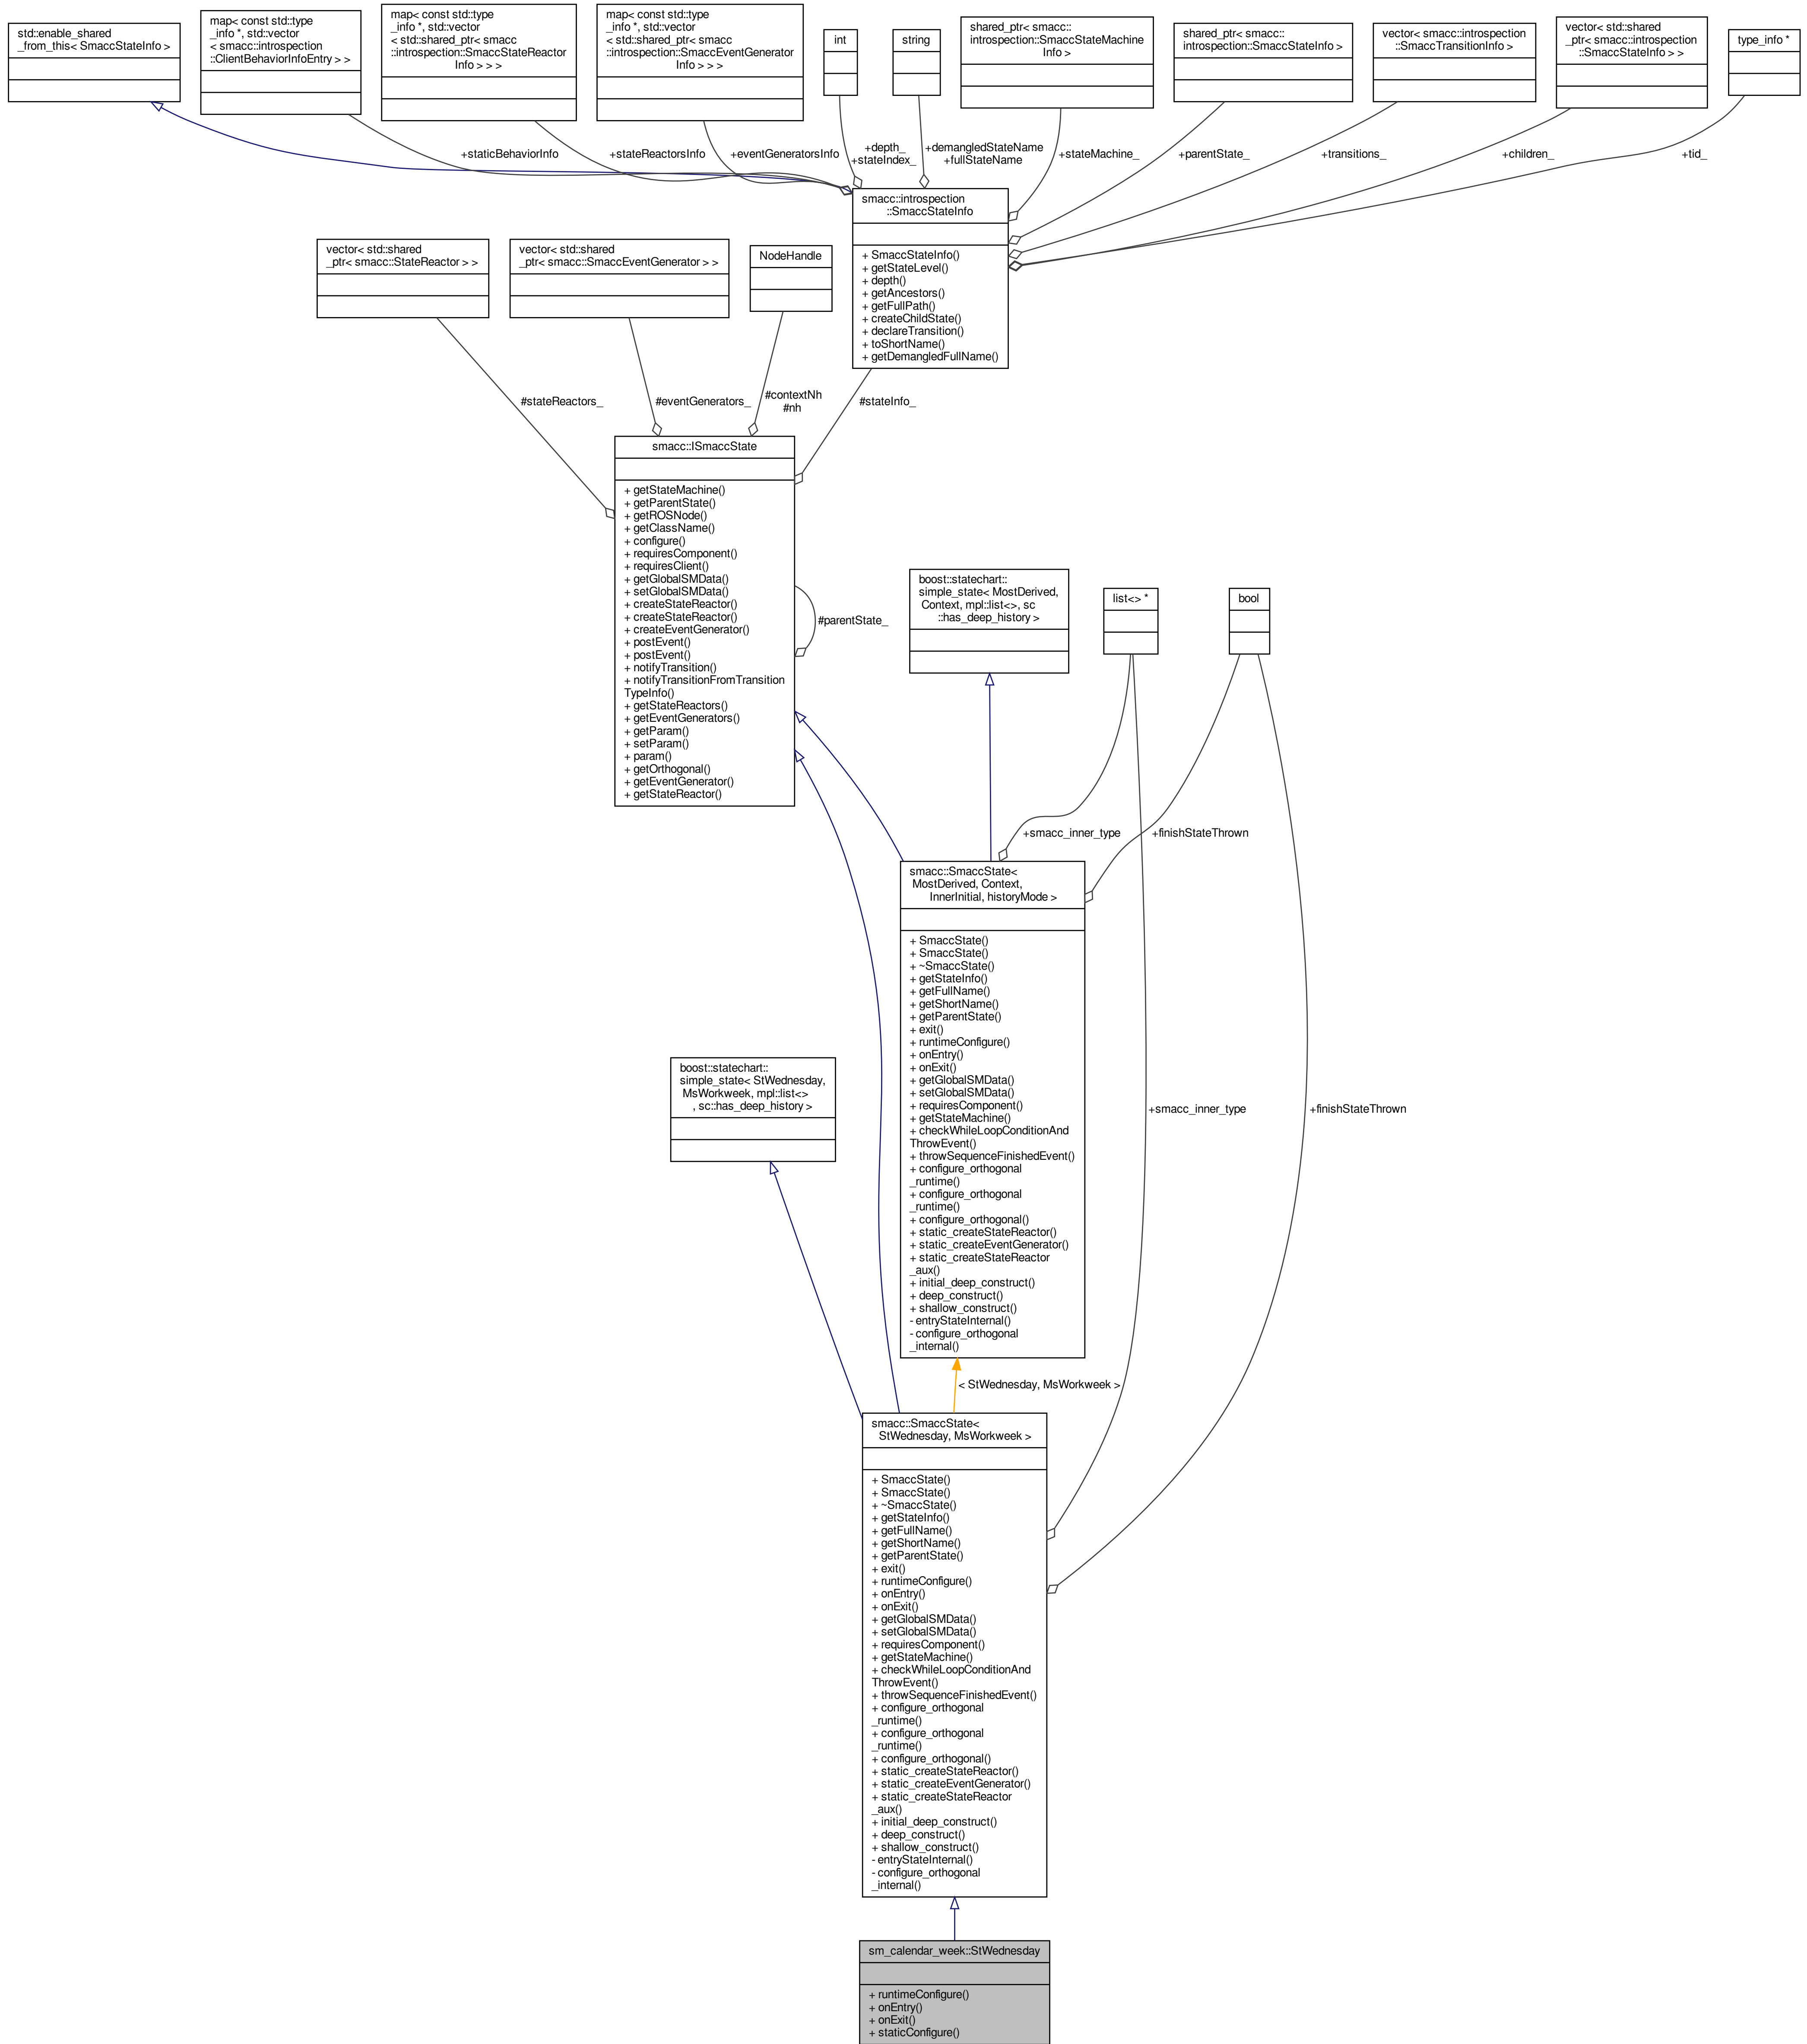 std::enable_shared
_from_this< SmaccStateInfo >
map< const std::type
_info *, std::vector
< smacc::introspection
::ClientBehaviorInfoEntry > >
map< const std::type
_info *, std::vector
< std::shared_ptr< smacc
::introspection::SmaccStateReactor
Info > > >
map< const std::type
_info *, std::vector
< std::shared_ptr< smacc
::introspection::SmaccEventGenerator
Info > > >
int
string
shared_ptr< smacc::
introspection::SmaccStateMachine
Info >
shared_ptr< smacc::
introspection::SmaccStateInfo >
vector< smacc::introspection
::SmaccTransitionInfo >
vector< std::shared
_ptr< smacc::introspection
::SmaccStateInfo > >
type_info *
+staticBehaviorInfo
+stateReactorsInfo
+eventGeneratorsInfo
+depth_
+stateIndex_
+demangledStateName
+fullStateName
+stateMachine_
+parentState_
+transitions_
+children_
+tid_
smacc::introspection
::SmaccStateInfo
+ SmaccStateInfo()
+ getStateLevel()
+ depth()
+ getAncestors()
+ getFullPath()
+ createChildState()
+ declareTransition()
+ toShortName()
+ getDemangledFullName()
vector< std::shared
_ptr< smacc::StateReactor > >
vector< std::shared
_ptr< smacc::SmaccEventGenerator > >
NodeHandle
#stateReactors_
#eventGenerators_
#contextNh
#nh
#stateInfo_
smacc::ISmaccState
+ getStateMachine()
+ getParentState()
+ getROSNode()
+ getClassName()
+ configure()
+ requiresComponent()
+ requiresClient()
+ getGlobalSMData()
+ setGlobalSMData()
+ createStateReactor()
+ createStateReactor()
+ createEventGenerator()
+ postEvent()
+ postEvent()
+ notifyTransition()
+ notifyTransitionFromTransition
TypeInfo()
+ getStateReactors()
+ getEventGenerators()
+ getParam()
+ setParam()
+ param()
+ getOrthogonal()
+ getEventGenerator()
+ getStateReactor()
#parentState_
boost::statechart::
simple_state< MostDerived,
Context, mpl::list<>, sc
::has_deep_history >
list<> *
bool
+smacc_inner_type
+finishStateThrown
smacc::SmaccState<
MostDerived, Context,
InnerInitial, historyMode >
+ SmaccState()
+ SmaccState()
+ ~SmaccState()
+ getStateInfo()
+ getFullName()
+ getShortName()
+ getParentState()
+ exit()
+ runtimeConfigure()
+ onEntry()
+ onExit()
+ getGlobalSMData()
+ setGlobalSMData()
+ requiresComponent()
+ getStateMachine()
+ checkWhileLoopConditionAnd
ThrowEvent()
+ throwSequenceFinishedEvent()
+ configure_orthogonal
_runtime()
+ configure_orthogonal
_runtime()
+ configure_orthogonal()
+ static_createStateReactor()
+ static_createEventGenerator()
+ static_createStateReactor
_aux()
+ initial_deep_construct()
+ deep_construct()
+ shallow_construct()
- entryStateInternal()
- configure_orthogonal
_internal()
boost::statechart::
simple_state< StWednesday,
MsWorkweek, mpl::list<>
, sc::has_deep_history >
+smacc_inner_type
+finishStateThrown
< StWednesday, MsWorkweek >
smacc::SmaccState<
StWednesday, MsWorkweek >
+ SmaccState()
+ SmaccState()
+ ~SmaccState()
+ getStateInfo()
+ getFullName()
+ getShortName()
+ getParentState()
+ exit()
+ runtimeConfigure()
+ onEntry()
+ onExit()
+ getGlobalSMData()
+ setGlobalSMData()
+ requiresComponent()
+ getStateMachine()
+ checkWhileLoopConditionAnd
ThrowEvent()
+ throwSequenceFinishedEvent()
+ configure_orthogonal
_runtime()
+ configure_orthogonal
_runtime()
+ configure_orthogonal()
+ static_createStateReactor()
+ static_createEventGenerator()
+ static_createStateReactor
_aux()
+ initial_deep_construct()
+ deep_construct()
+ shallow_construct()
- entryStateInternal()
- configure_orthogonal
_internal()
sm_calendar_week::StWednesday
+ runtimeConfigure()
+ onEntry()
+ onExit()
+ staticConfigure()